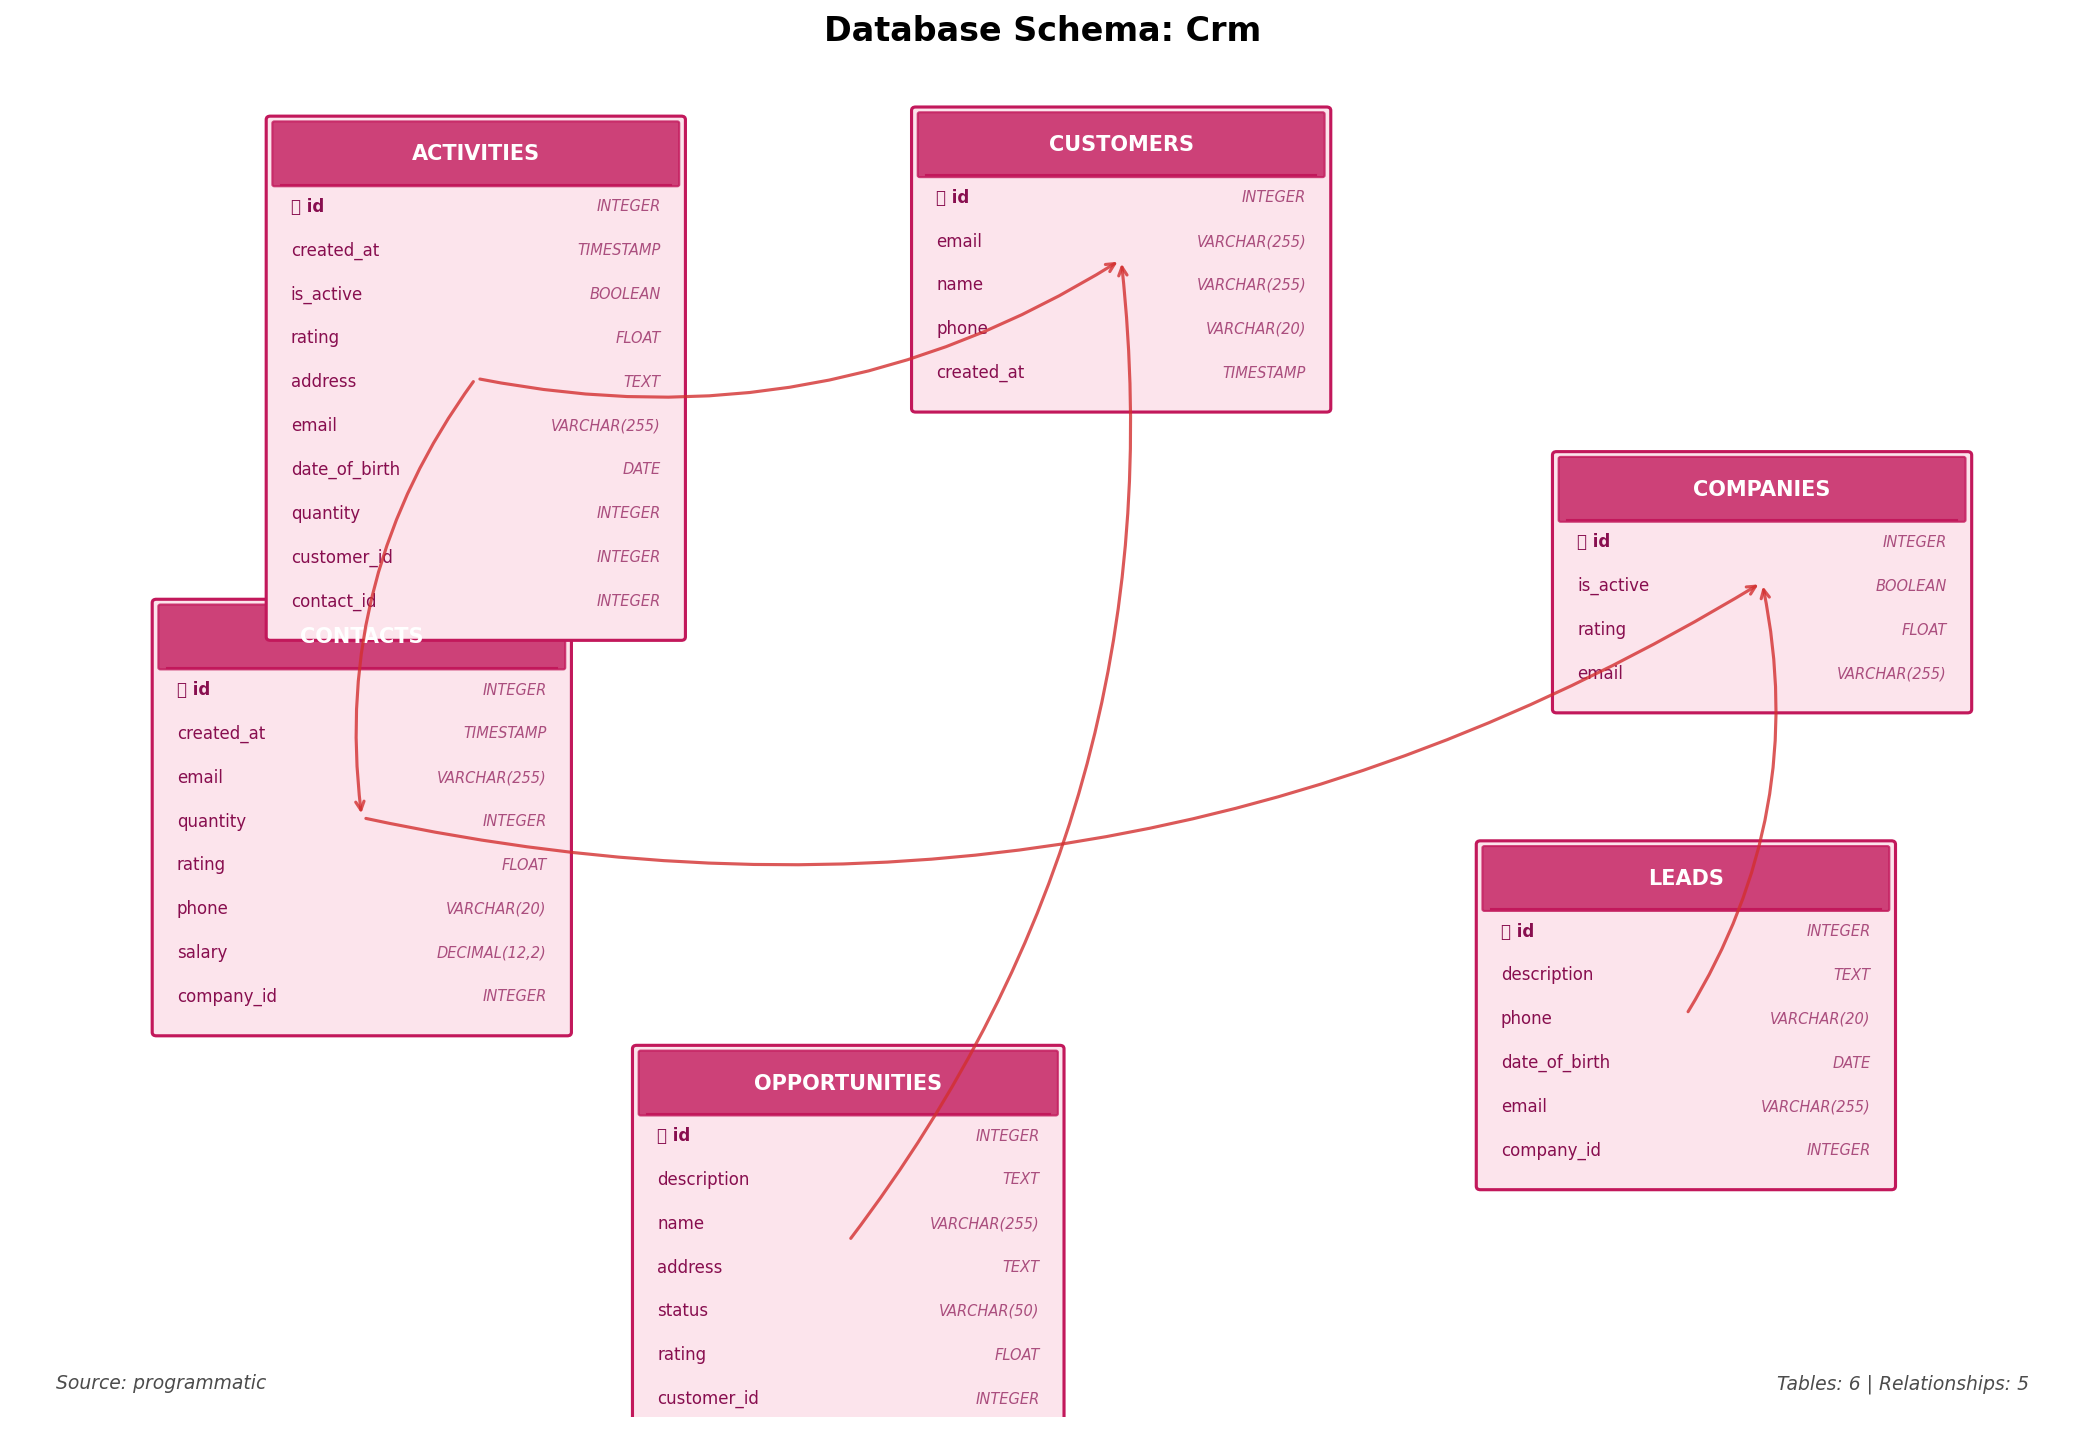 Database Schema: Crm
ACTIVITIES
id INTEGER
created_at TIMESTAMP
is_active BOOLEAN
rating FLOAT
address TEXT
email VARCHAR(255)
date_of_birth DATE
quantity INTEGER
customer_id INTEGER
contact_id INTEGER
CUSTOMERS
id INTEGER
email VARCHAR(255)
name VARCHAR(255)
phone VARCHAR(20)
created_at TIMESTAMP
COMPANIES
id INTEGER
is_active BOOLEAN
rating FLOAT
email VARCHAR(255)
CONTACTS
id INTEGER
created_at TIMESTAMP
email VARCHAR(255)
quantity INTEGER
rating FLOAT
phone VARCHAR(20)
salary DECIMAL(12,2)
company_id INTEGER
LEADS
id INTEGER
description TEXT
phone VARCHAR(20)
date_of_birth DATE
email VARCHAR(255)
company_id INTEGER
OPPORTUNITIES
id INTEGER
description TEXT
name VARCHAR(255)
address TEXT
status VARCHAR(50)
rating FLOAT
customer_id INTEGER
Source: programmatic
Tables: 6 | Relationships: 5